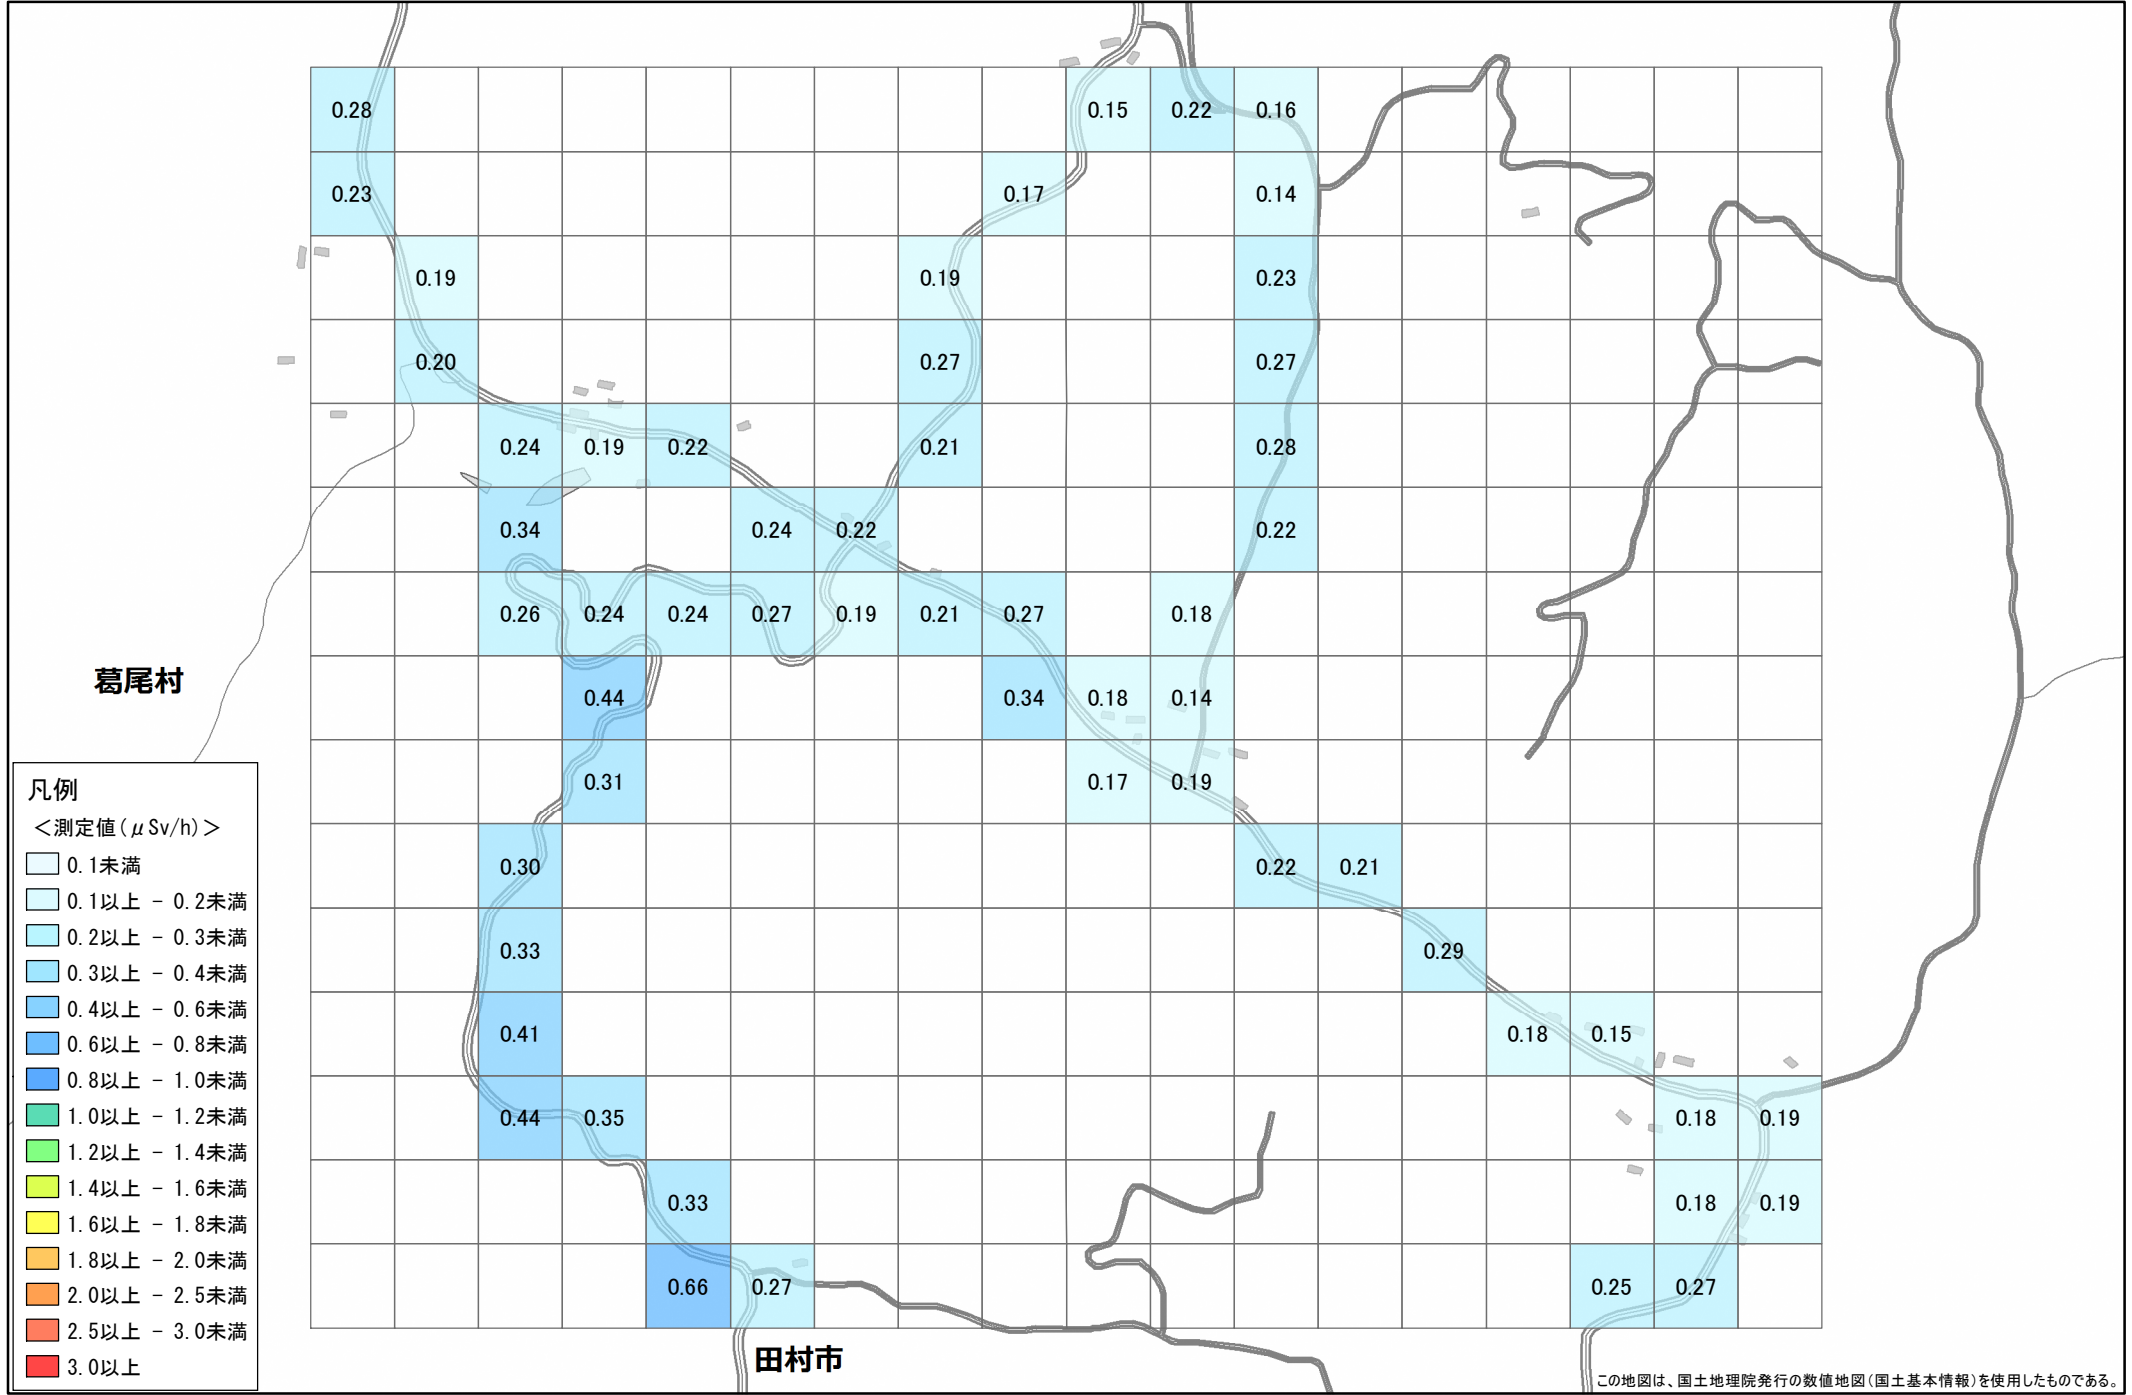 0.28 0.15 0.22 0.16
0.23 0.17 0.14
0.19 0.19 0.23
0.20 0.27 0.27
0.24 0.19 0.22 0.21 0.28
0.34 0.24 0.22 0.22
0.26 0.24 0.24 0.27 0.19 0.21 0.27 0.18
0.44 0.34 0.18 0.14
0.31 0.17 0.19
0.30 0.22 0.21
0.33 0.29
0.41 0.18 0.15
0.44 0.35 0.18 0.19
0.33 0.18 0.19
0.66 0.27 0.25 0.27
葛尾村
田村市
凡例
＜測定値(μSv/h)＞
0.1未満
0.1以上 - 0.2未満
0.2以上 - 0.3未満
0.3以上 - 0.4未満
0.4以上 - 0.6未満
0.6以上 - 0.8未満
0.8以上 - 1.0未満
1.0以上 - 1.2未満
1.2以上 - 1.4未満
1.4以上 - 1.6未満
1.6以上 - 1.8未満
1.8以上 - 2.0未満
2.0以上 - 2.5未満
2.5以上 - 3.0未満
3.0以上
この地図は、国土地理院発行の数値地図(国土基本情報)を使用したものである。